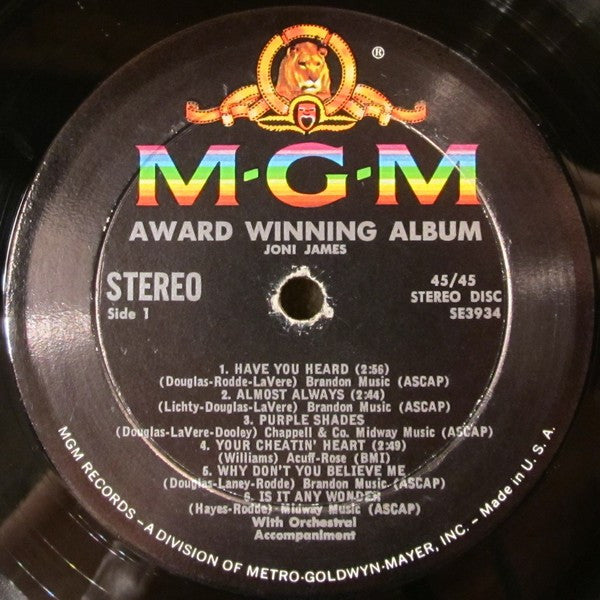 ®
M·G·M
AWARD WINNING ALBUM
JONI JAMES
STEREO
Side 1
45/45
STEREO DISC
SE3934
1. HAVE YOU HEARD (2:56)
(Douglas-Rodde-LaVere) Brandon Music (ASCAP)
2. ALMOST ALWAYS (2:44)
(Lichty-Douglas-LaVere) Brandon Music (ASCAP)
3. PURPLE SHADES
(Douglas-LaVere-Dooley) Chappell & Co. Midway Music (ASCAP)
4. YOUR CHEATIN' HEART (2:49)
(Williams) Acuff-Rose (BMI)
5. WHY DON'T YOU BELIEVE ME
(Douglas-Laney-Rodde) Brandon Music (ASCAP)
6. IS IT ANY WONDER
(Hayes-Rodde) Midway Music (ASCAP)
With Orchestral
Accompaniment
MGM RECORDS – A DIVISION OF METRO-GOLDWYN-MAYER, INC. – Made in U. S. A.